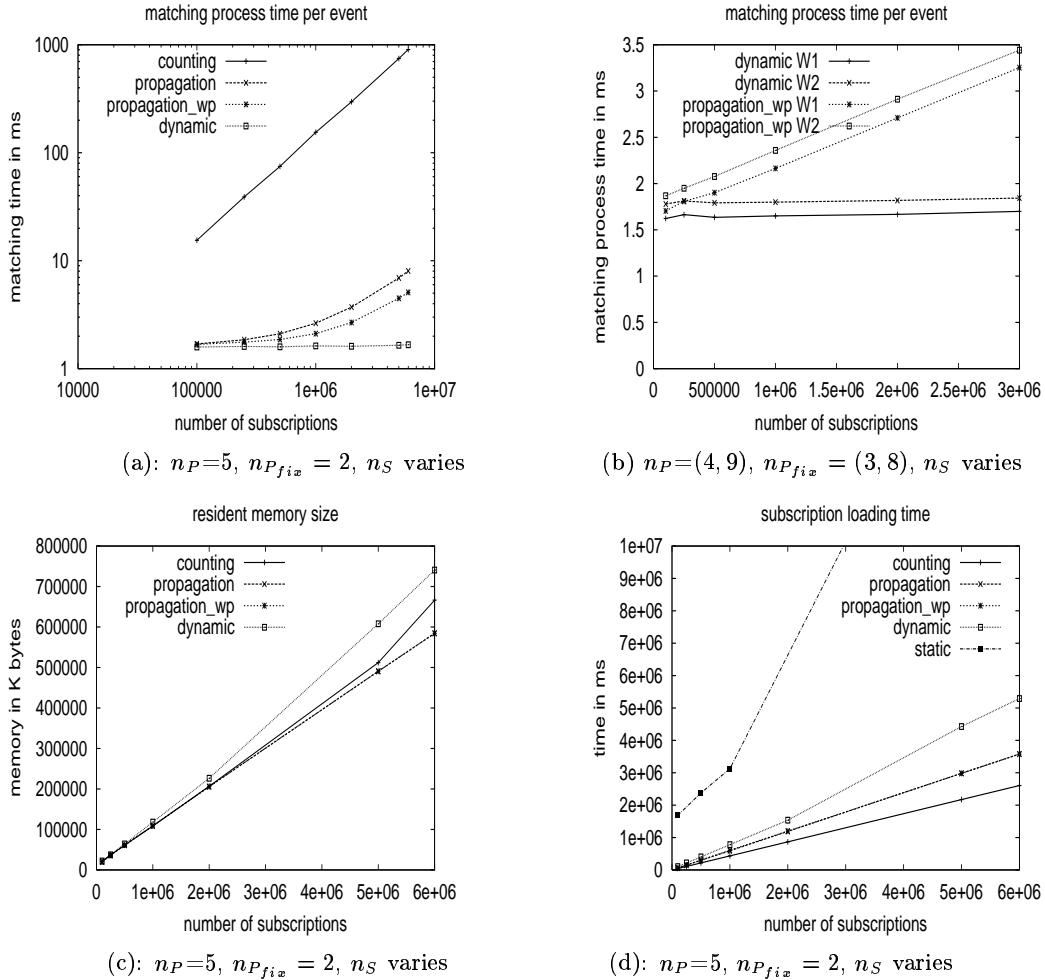 matching process time per event
matching time in ms
1000
100
10
1
counting
propagation
propagation_wp
dynamic
10000
100000
1e+06
1e+07
number of subscriptions
(a): n_P=5, n_{P_{fix}} = 2, n_S varies
matching process time per event
matching process time in ms
3.5
3
2.5
2
1.5
1
0.5
0
dynamic W1
dynamic W2
propagation_wp W1
propagation_wp W2
0
500000
1e+06
1.5e+06
2e+06
2.5e+06
3e+06
number of subscriptions
(b) n_P=(4, 9), n_{P_{fix}} = (3, 8), n_S varies
resident memory size
memory in K bytes
800000
700000
600000
500000
400000
300000
200000
100000
0
counting
propagation
propagation_wp
dynamic
1e+06
2e+06
3e+06
4e+06
5e+06
6e+06
number of subscriptions
(c): n_P=5, n_{P_{fix}} = 2, n_S varies
subscription loading time
time in ms
1e+07
9e+06
8e+06
7e+06
6e+06
5e+06
4e+06
3e+06
2e+06
1e+06
0
counting
propagation
propagation_wp
dynamic
static
0
1e+06
2e+06
3e+06
4e+06
5e+06
6e+06
number of subscriptions
(d): n_P=5, n_{P_{fix}} = 2, n_S varies